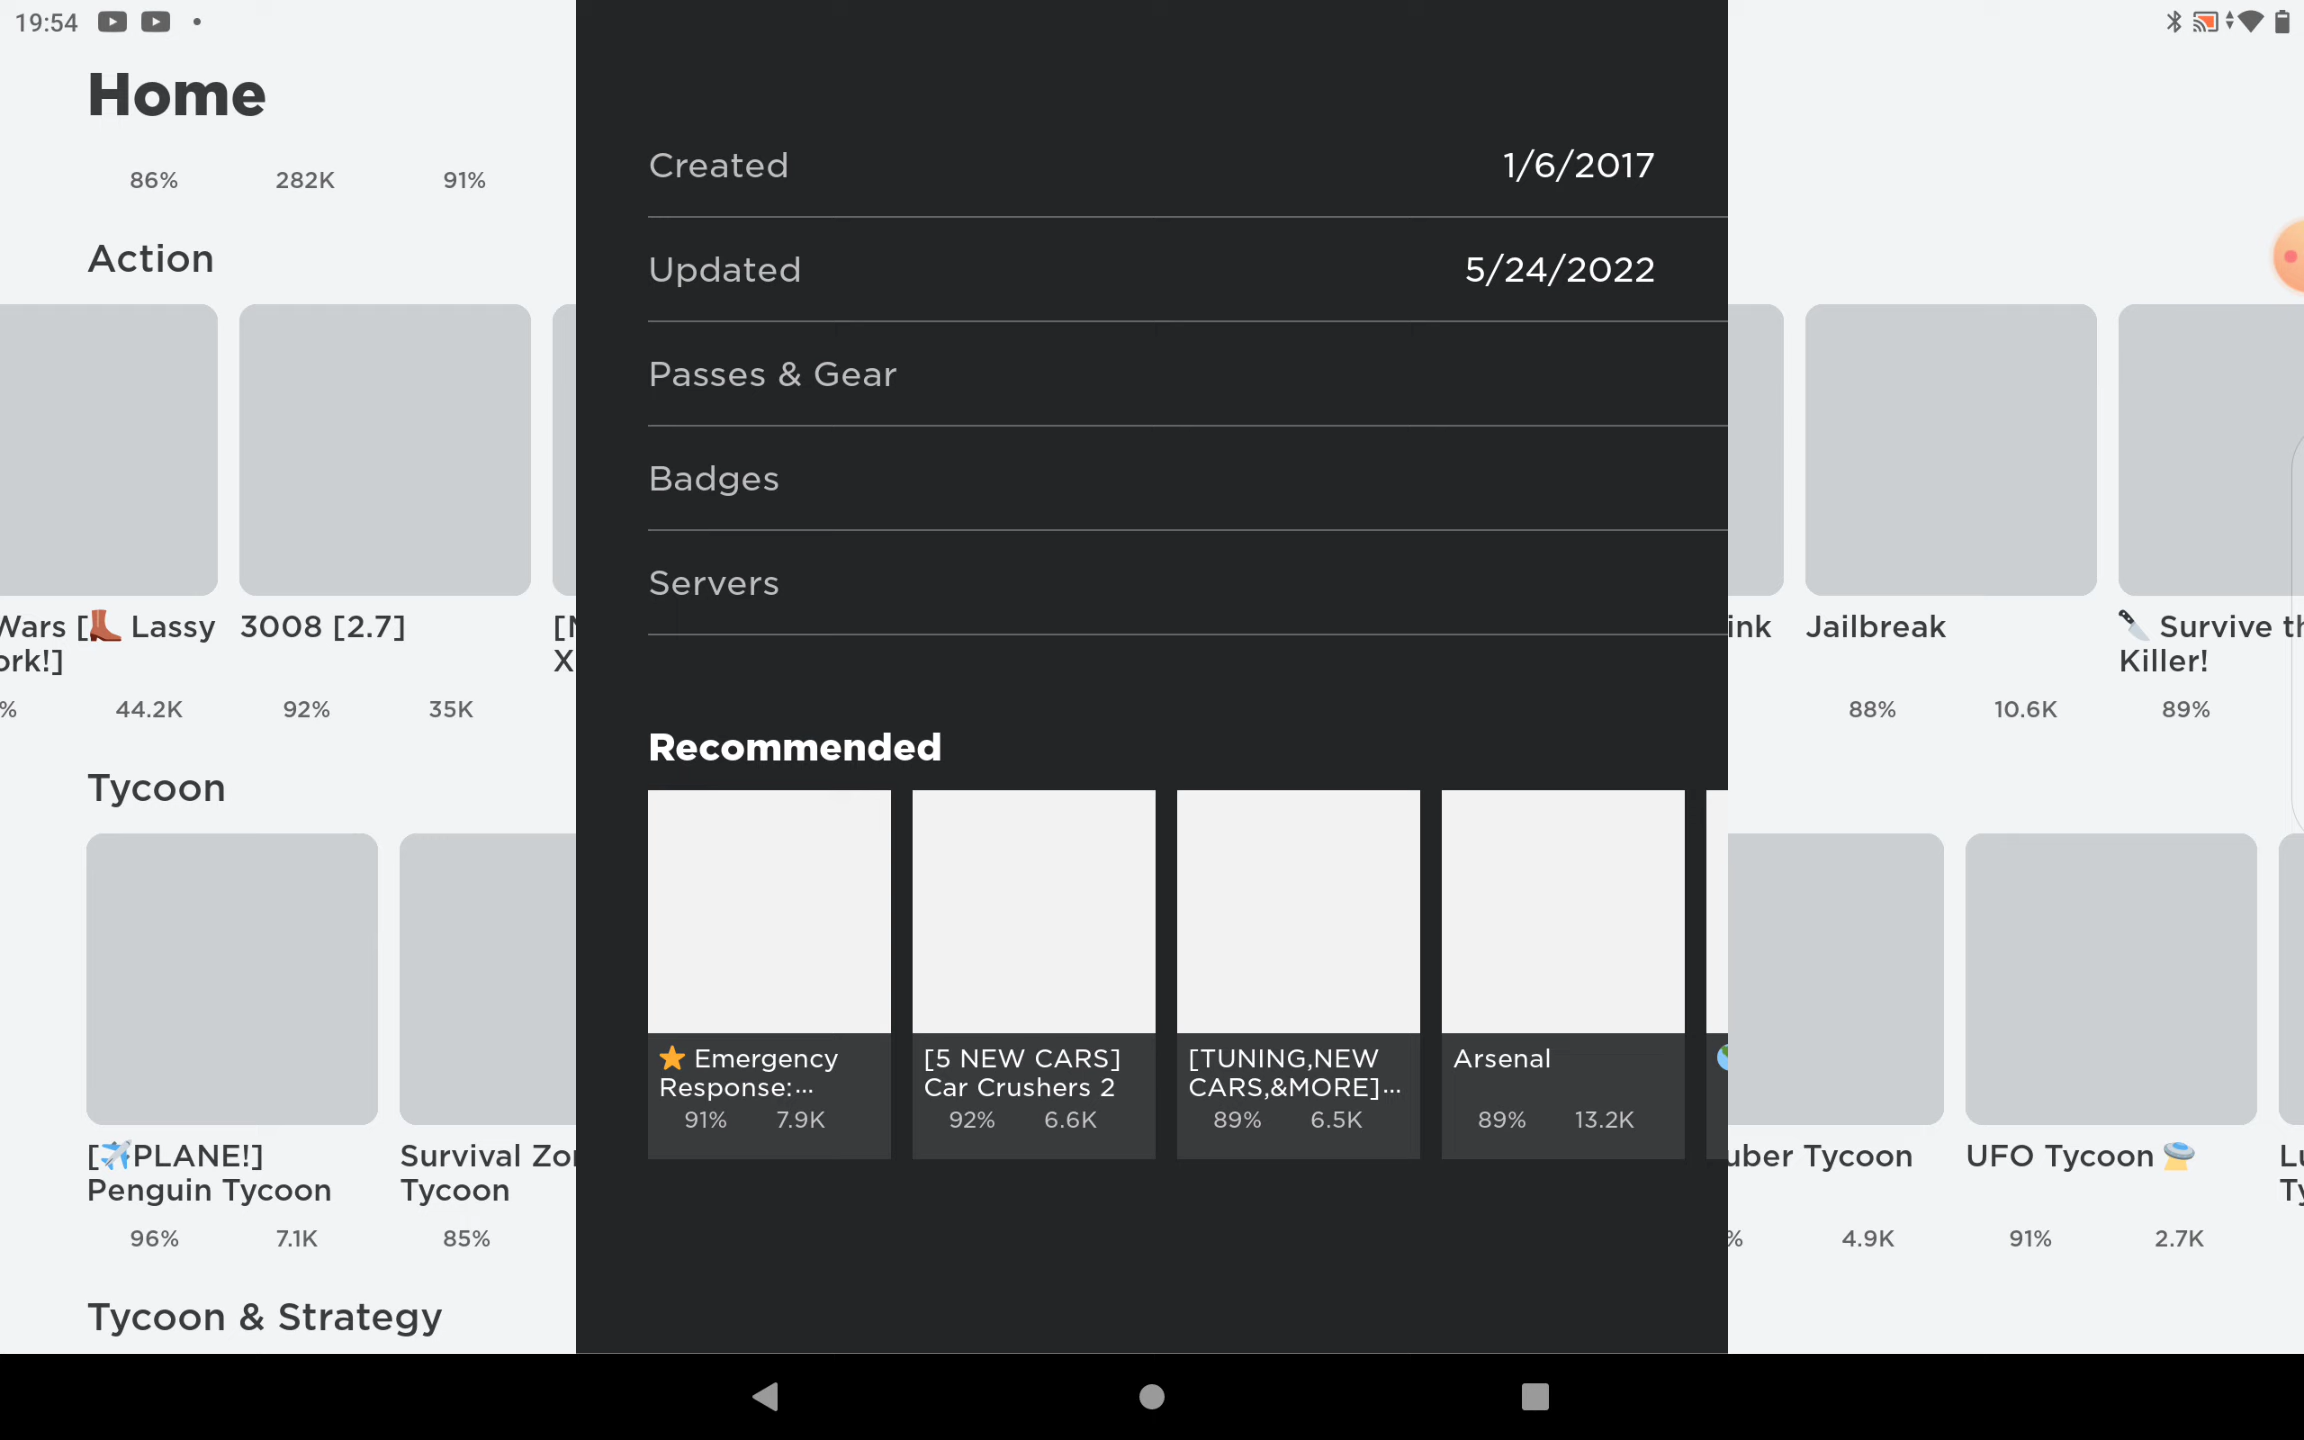 19:54
Home
86% 282K 91%
Action
Wars [👢 Lassy
ork!]
% 44.2K
3008 [2.7]
92% 35K
Tycoon
[✈️PLANE!]
Penguin Tycoon
96% 7.1K
Survival Zo
Tycoon
85%
Tycoon & Strategy
Created 1/6/2017
Updated 5/24/2022
Passes & Gear
Badges
Servers
Recommended
⭐ Emergency
Response:...
91% 7.9K
[5 NEW CARS]
Car Crushers 2
92% 6.6K
[TUNING,NEW
CARS,&MORE]...
89% 6.5K
Arsenal
89% 13.2K
ink
Jailbreak
88% 10.6K
🔪 Survive th
Killer!
89%
uber Tycoon
% 4.9K
UFO Tycoon 🛸
91% 2.7K
Lu
Ty